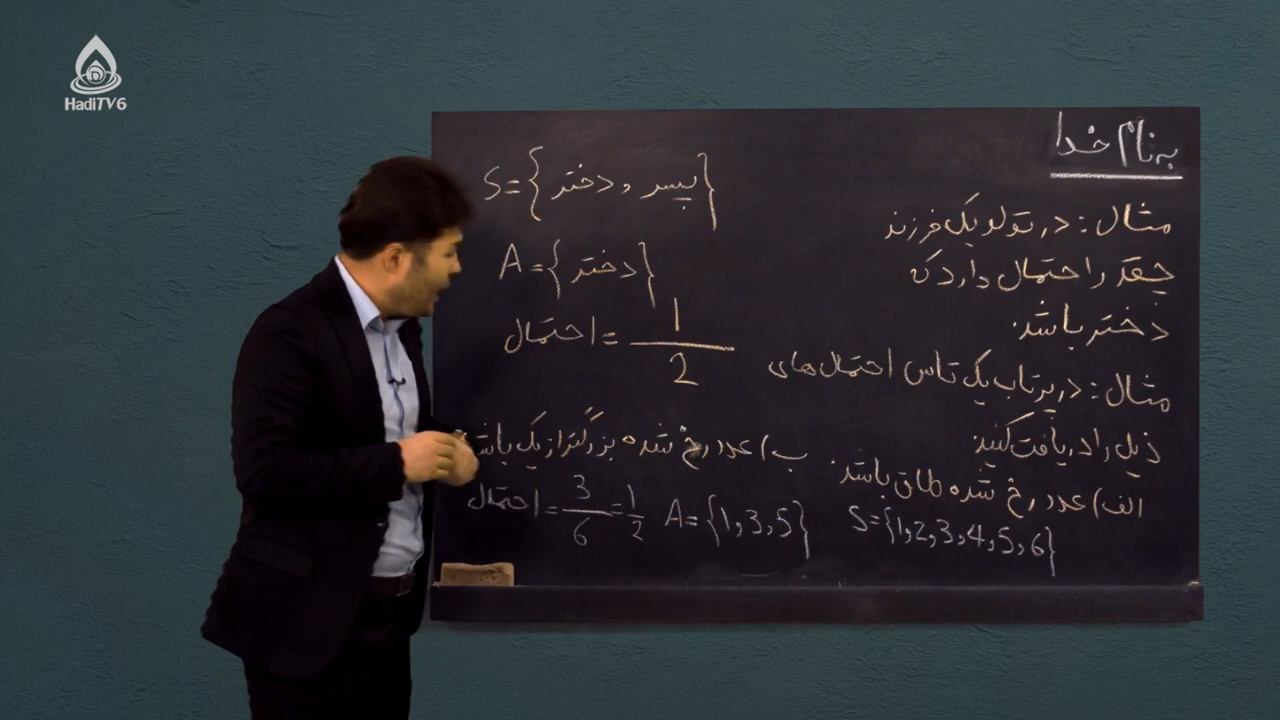 HadiTV6
به نام خدا
مثال: در تولد یک فرزند
چقدر احتمال دارد که
دختر باشد.
S={پسر و دختر}
A={دختر}
احتمال = 1/2
مثال: در پرتاب یک تاس احتمال های
ذیل را دریافت کنید:
الف) عدد رخ شده طاق باشد.
S={1,2,3,4,5,6}
A={1,3,5}
احتمال = 3/6 = 1/2
ب) عدد رخ شده بزرگتر از یک باشد